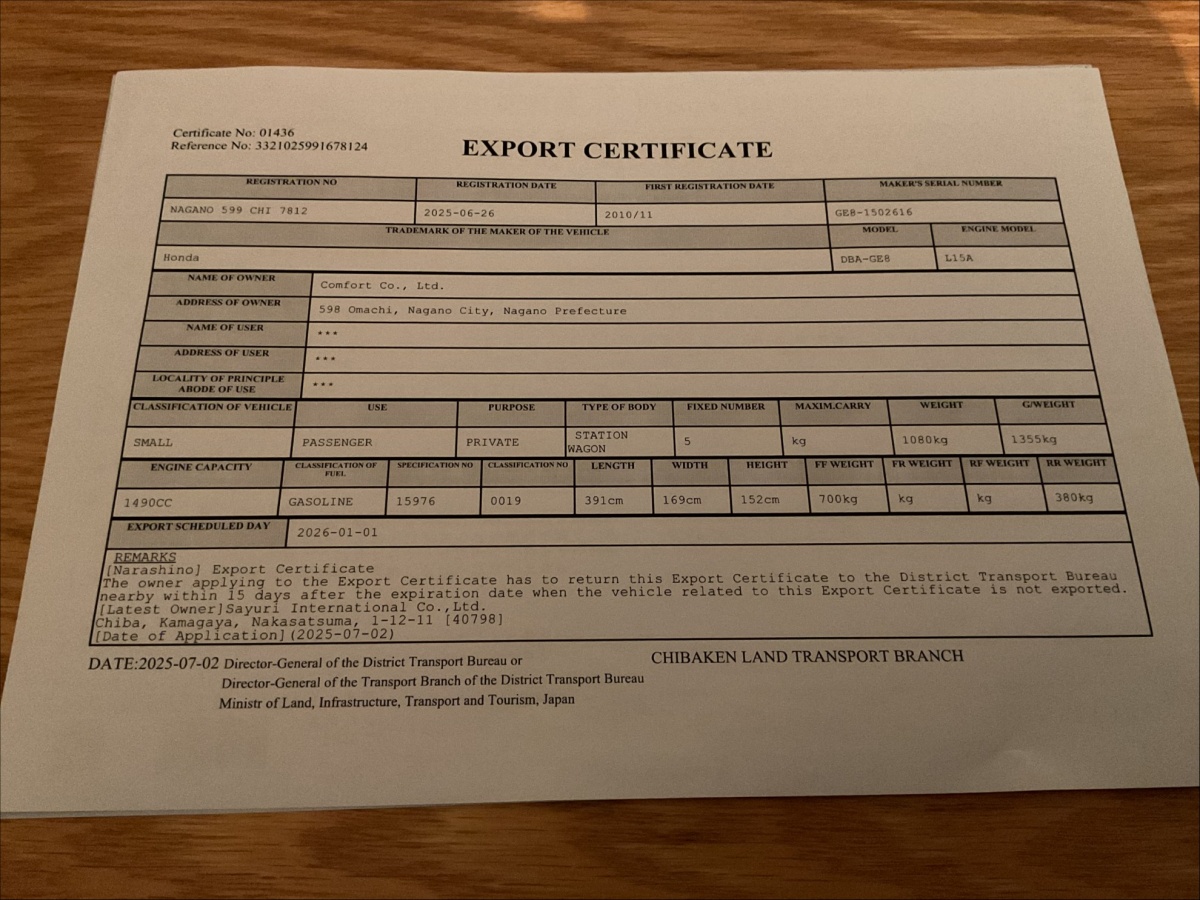 Certificate No: 01436
Reference No: 3321025991678124
EXPORT CERTIFICATE
REGISTRATION NO REGISTRATION DATE FIRST REGISTRATION DATE MAKER'S SERIAL NUMBER
NAGANO 599 CHI 7812 2025-06-26 2010/11 GE8-1502616
TRADEMARK OF THE MAKER OF THE VEHICLE MODEL ENGINE MODEL
Honda DBA-GE8 L15A
NAME OF OWNER Comfort Co., Ltd.
ADDRESS OF OWNER 598 Omachi, Nagano City, Nagano Prefecture
NAME OF USER ***
ADDRESS OF USER ***
LOCALITY OF PRINCIPLE
ABODE OF USE ***
CLASSIFICATION OF VEHICLE USE PURPOSE TYPE OF BODY FIXED NUMBER MAXIM.CARRY WEIGHT G/WEIGHT
SMALL PASSENGER PRIVATE STATION WAGON 5 kg 1080kg 1355kg
ENGINE CAPACITY CLASSIFICATION OF FUEL SPECIFICATION NO CLASSIFICATION NO LENGTH WIDTH HEIGHT FF WEIGHT FR WEIGHT RF WEIGHT RR WEIGHT
1490CC GASOLINE 15976 0019 391cm 169cm 152cm 700kg kg kg 380kg
EXPORT SCHEDULED DAY 2026-01-01
REMARKS
[Narashino] Export Certificate
The owner applying to the Export Certificate has to return this Export Certificate to the District Transport Bureau
nearby within 15 days after the expiration date when the vehicle related to this Export Certificate is not exported.
[Latest Owner]Sayuri International Co.,Ltd.
Chiba, Kamagaya, Nakasatsuma, 1-12-11 [40798]
[Date of Application](2025-07-02)
DATE:2025-07-02 Director-General of the District Transport Bureau or CHIBAKEN LAND TRANSPORT BRANCH
Director-General of the Transport Branch of the District Transport Bureau
Ministr of Land, Infrastructure, Transport and Tourism, Japan